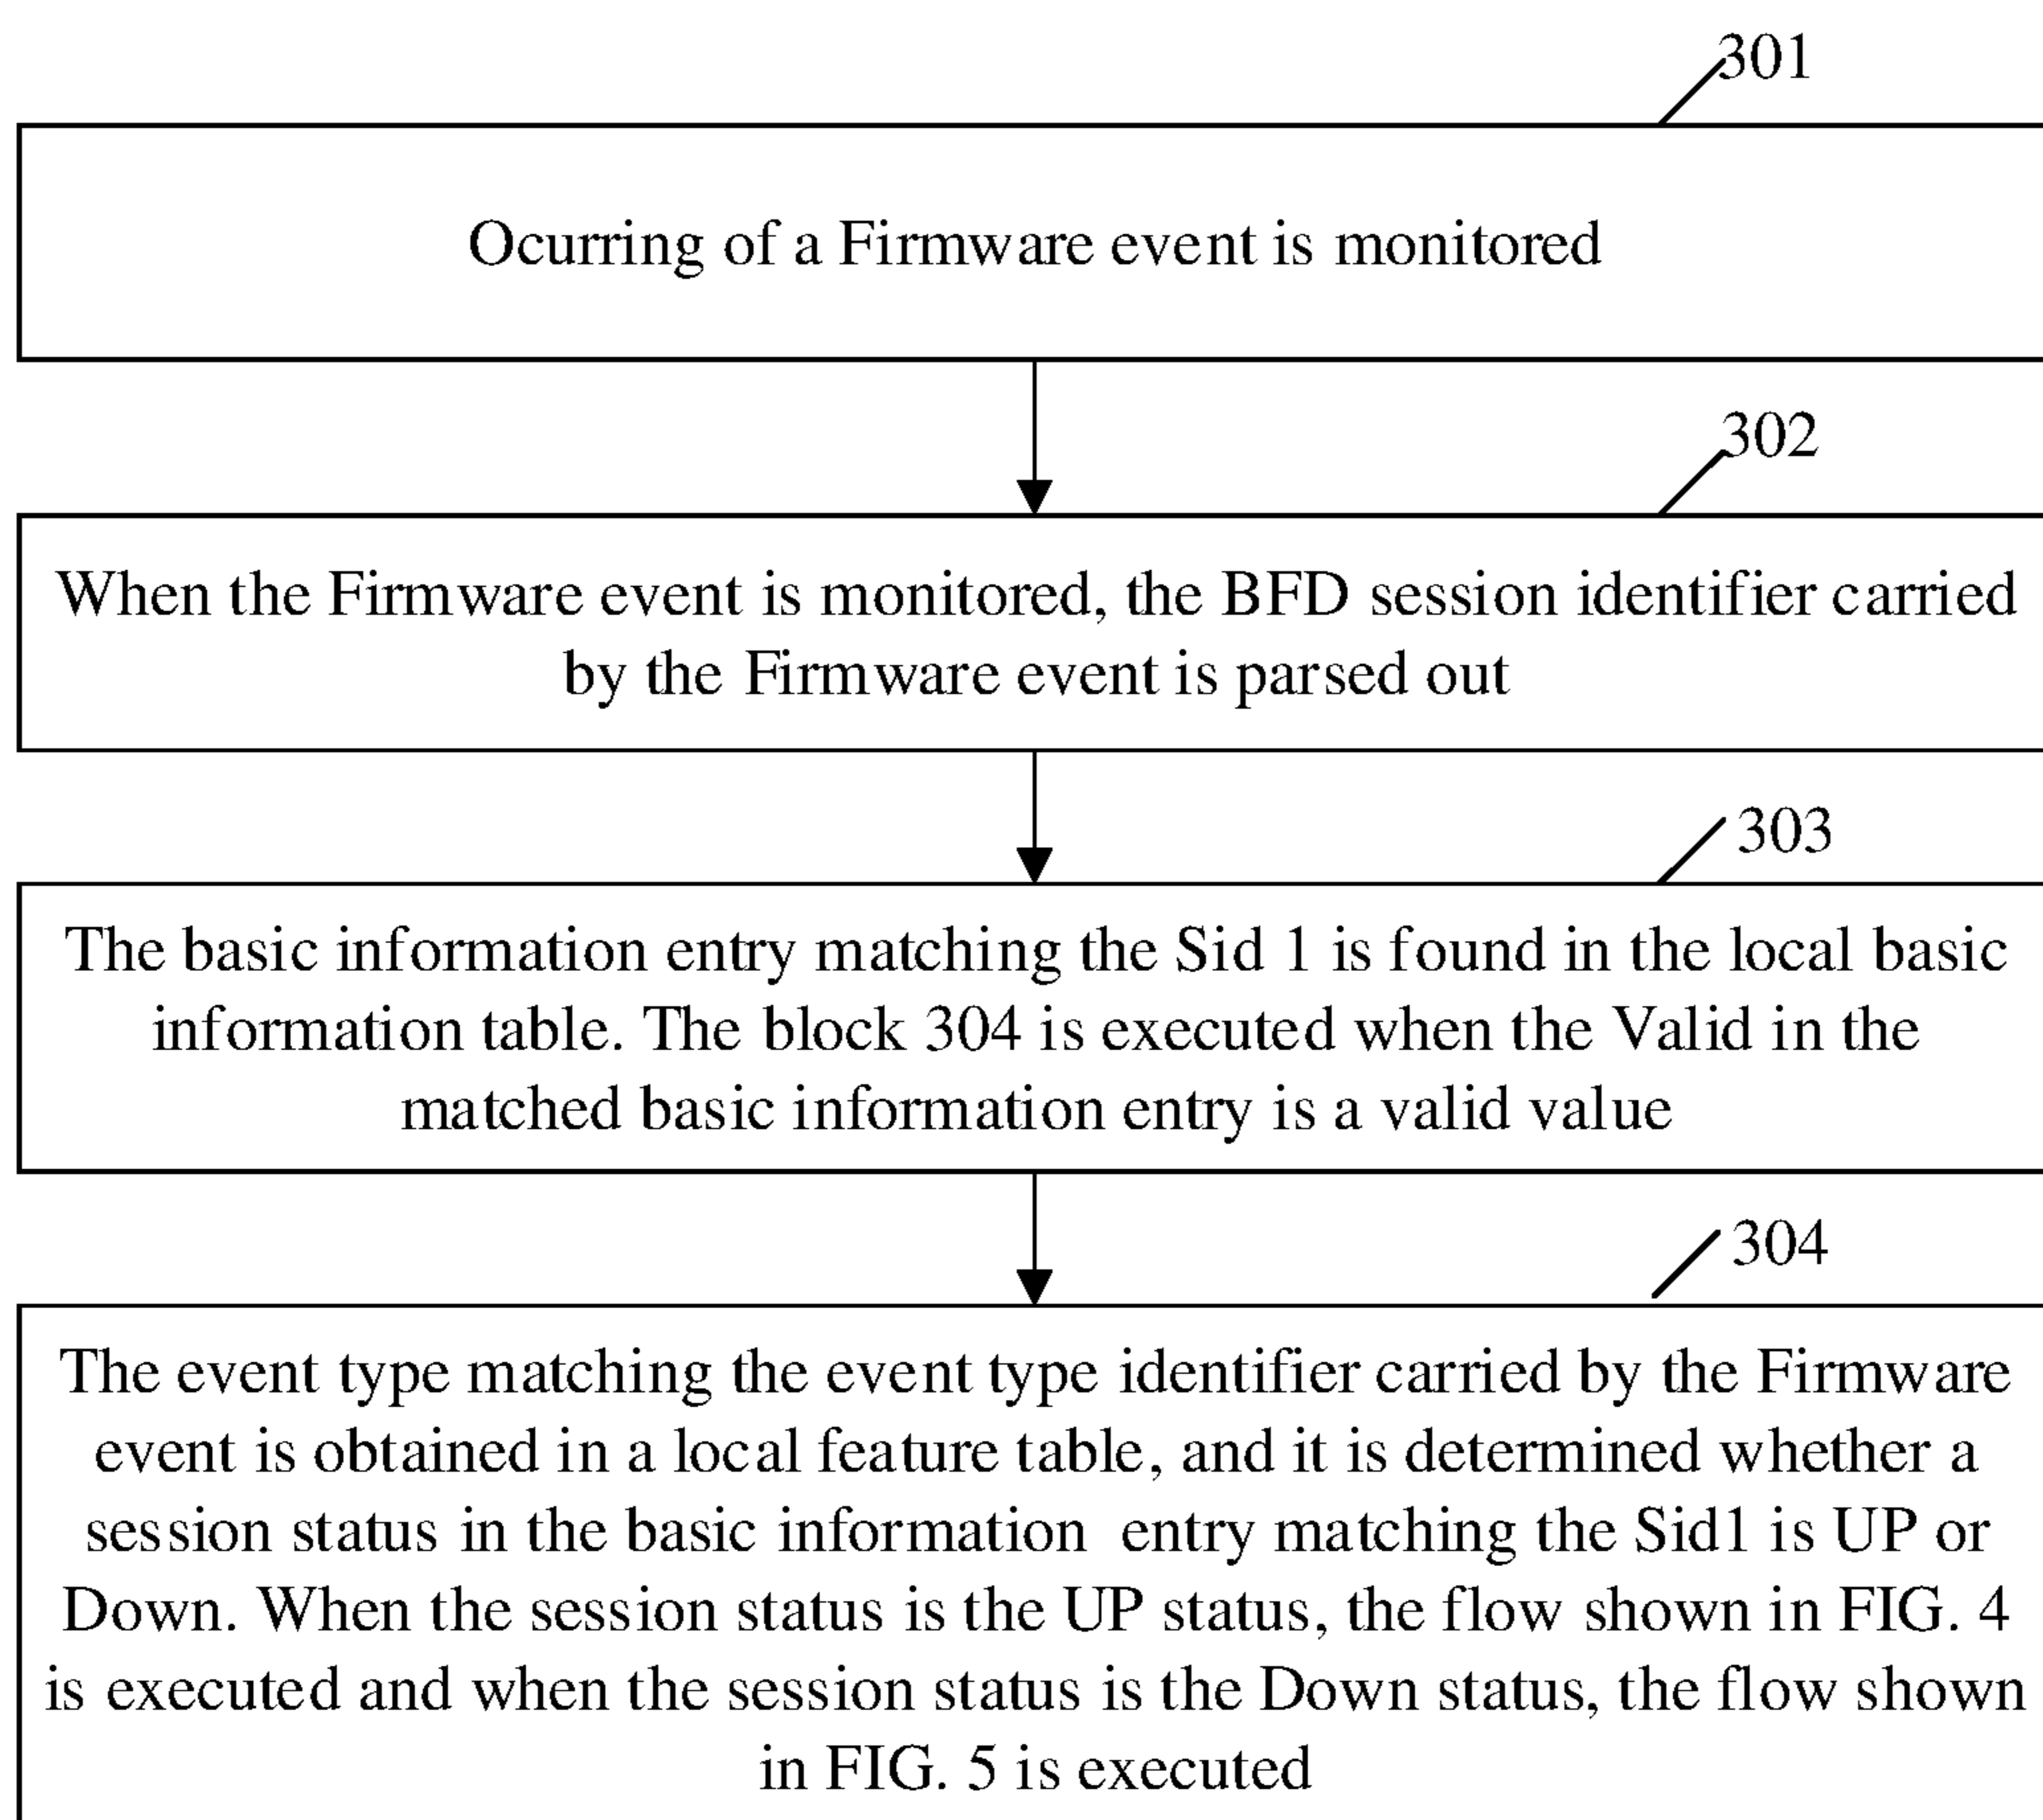 301
Ocurring of a Firmware event is monitored
302
When the Firmware event is monitored, the BFD session identifier carried
by the Firmware event is parsed out
303
The basic information entry matching the Sid 1 is found in the local basic
information table. The block 304 is executed when the Valid in the
matched basic information entry is a valid value
304
The event type matching the event type identifier carried by the Firmware
event is obtained in a local feature table, and it is determined whether a
session status in the basic information entry matching the Sid1 is UP or
Down. When the session status is the UP status, the flow shown in FIG. 4
is executed and when the session status is the Down status, the flow shown
in FIG. 5 is executed